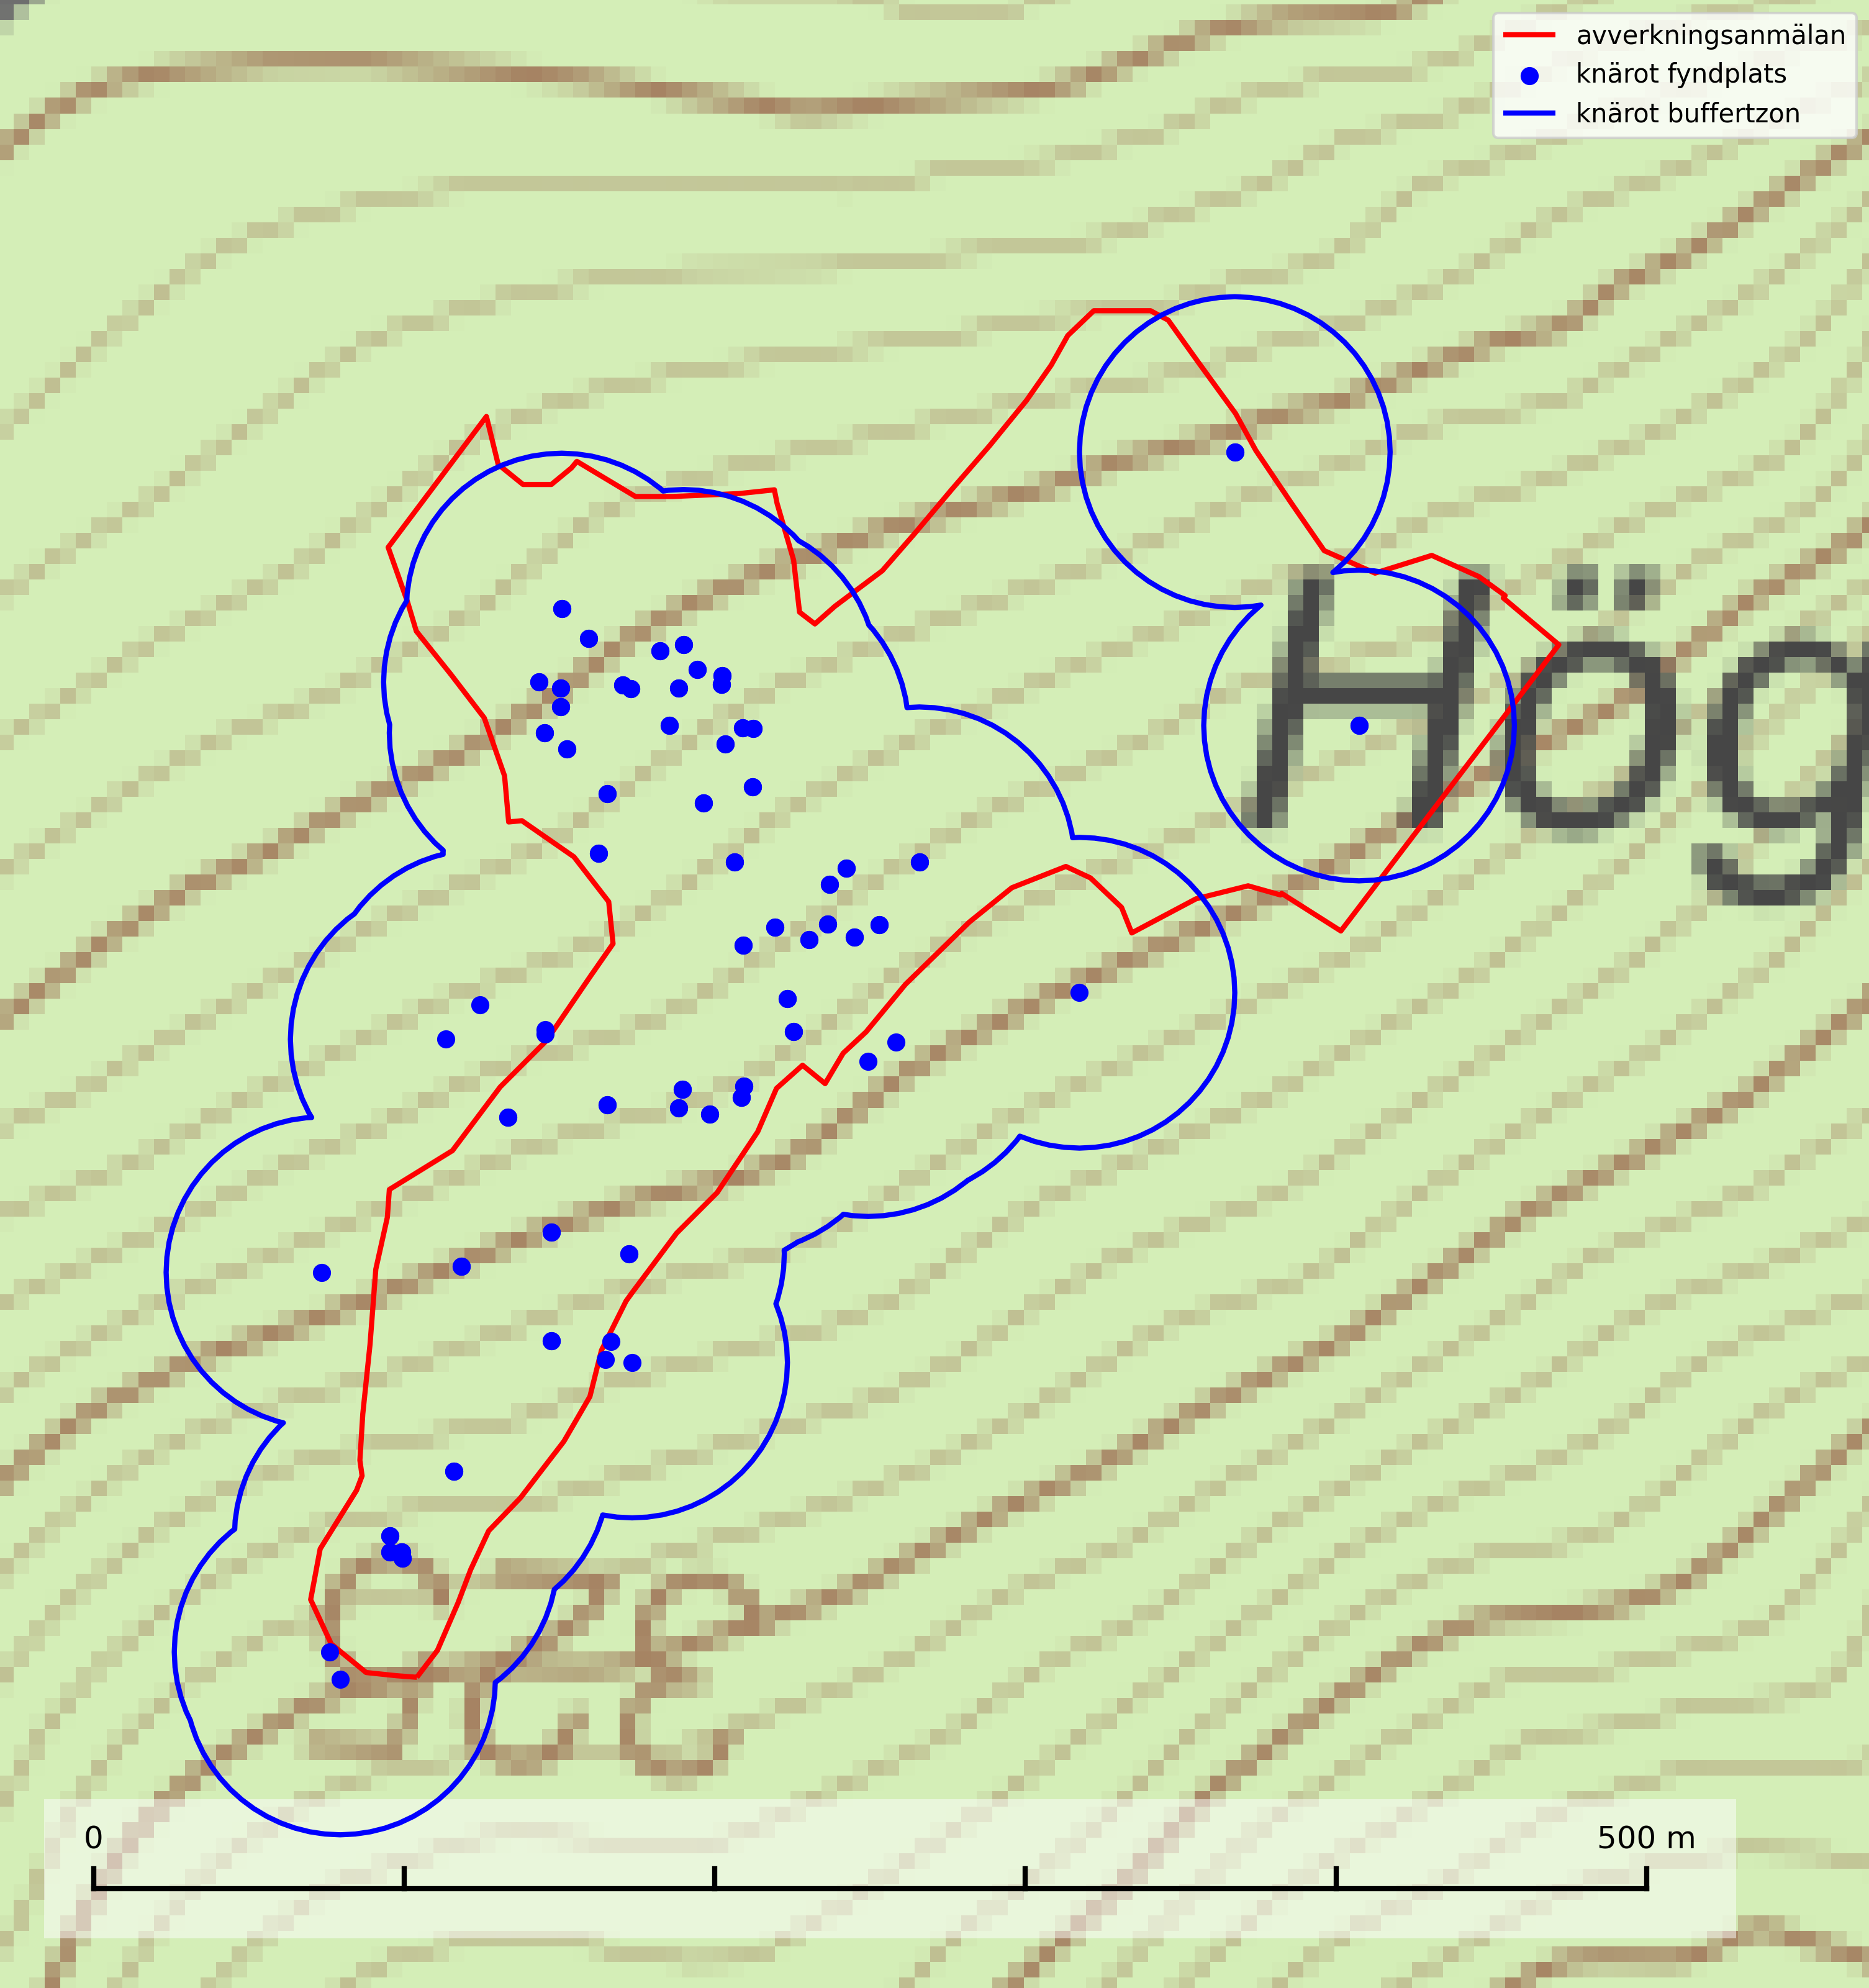 avverkningsanmälan
knärot fyndplats
knärot buffertzon
Hög
0
500 m